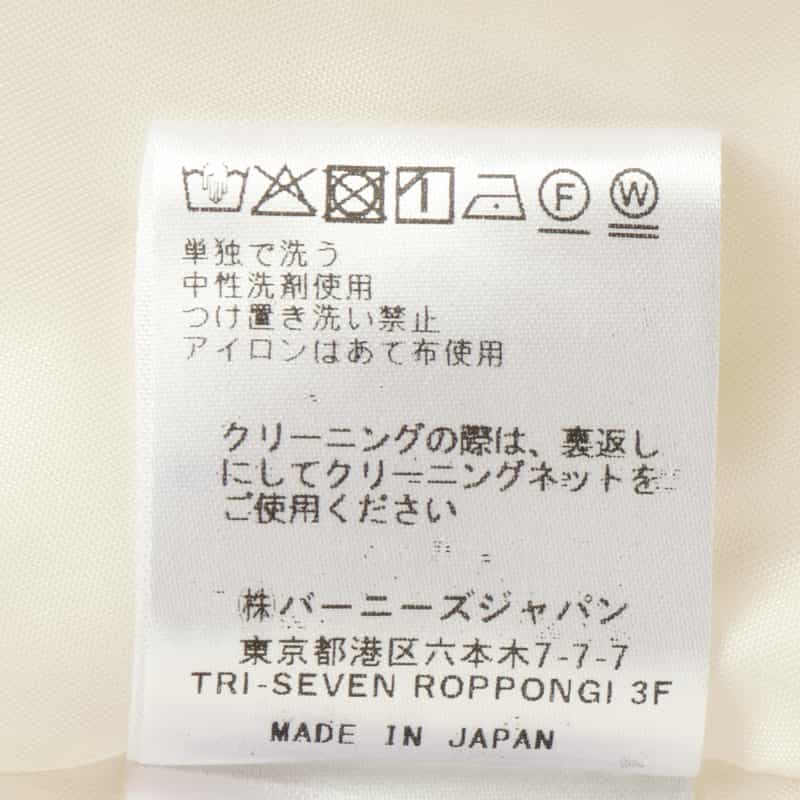 F W
単独で洗う
中性洗剤使用
つけ置き洗い禁止
アイロンはあて布使用
クリーニングの際は、裏返し
にしてクリーニングネットを
ご使用ください
㈱バーニーズジャパン
東京都港区六本木7-7-7
TRI-SEVEN ROPPONGI 3F
MADE IN JAPAN